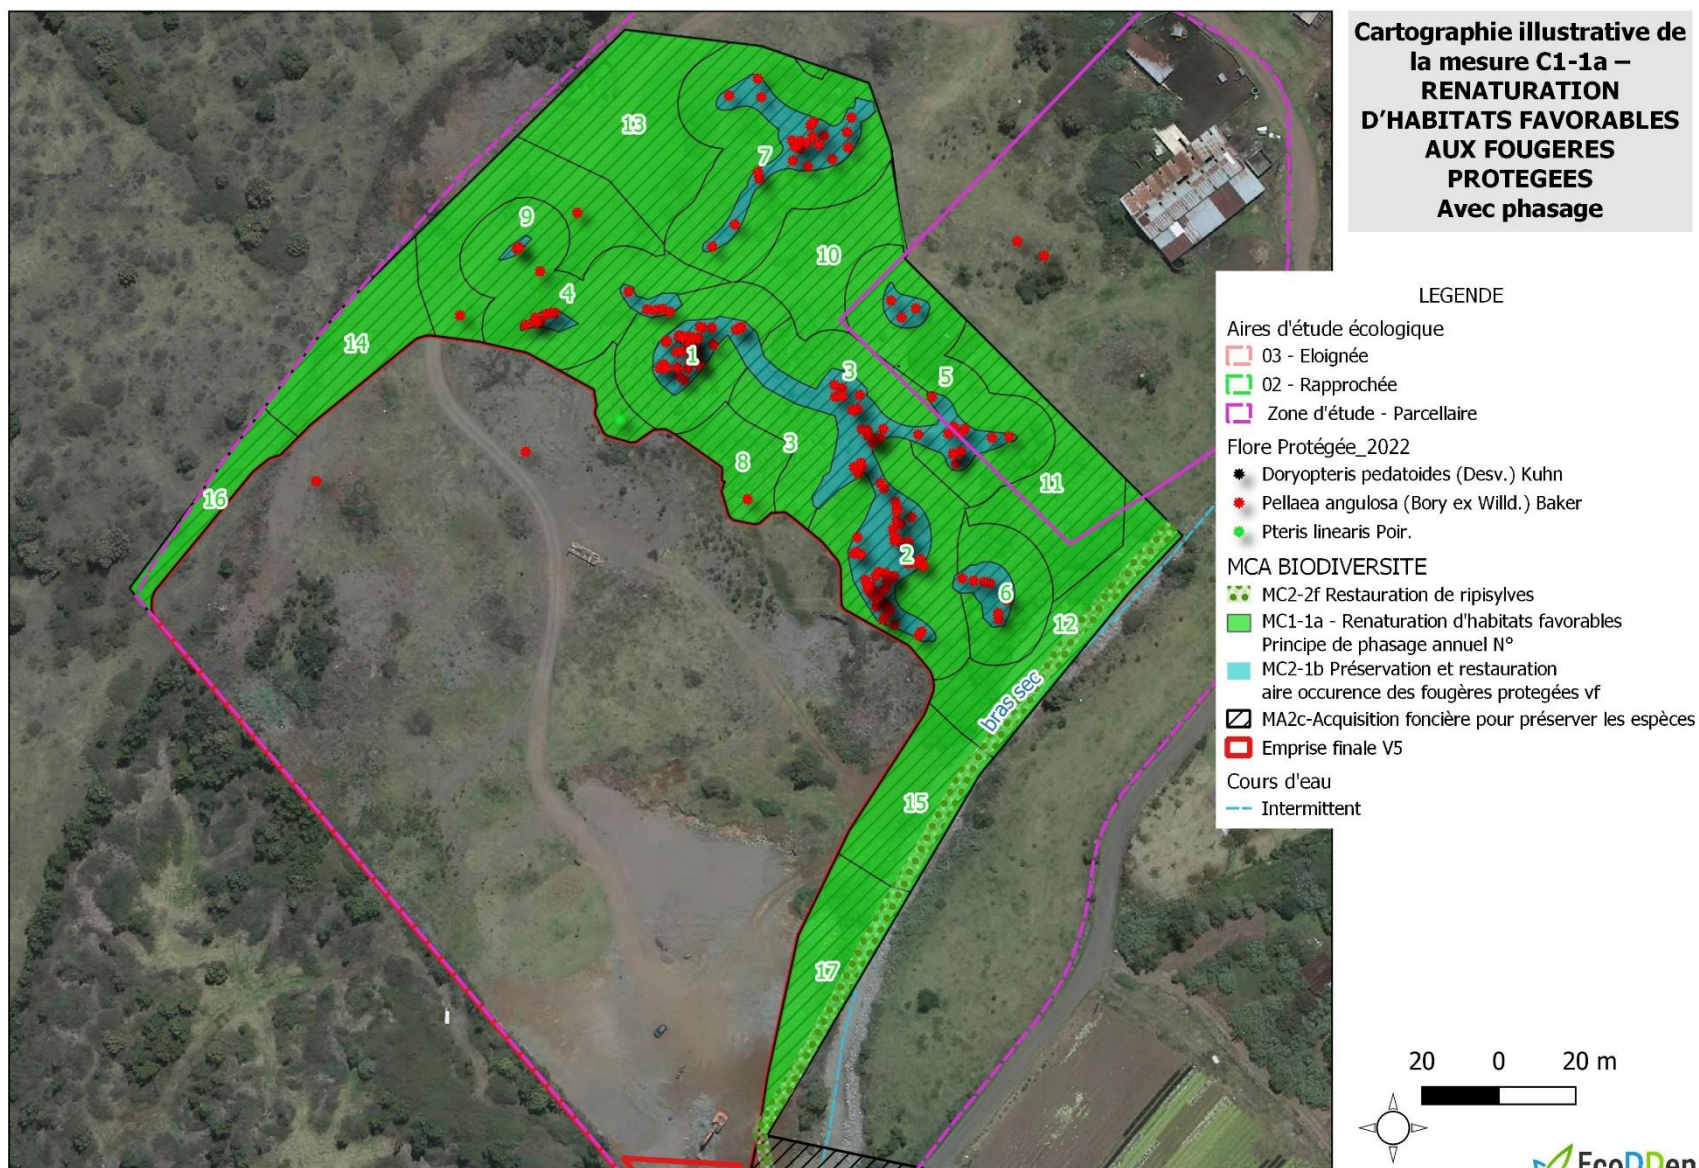 Cartographie illustrative de
la mesure C1-1a –
RENATURATION
D'HABITATS FAVORABLES
AUX FOUGERES
PROTEGEES
Avec phasage
LEGENDE
Aires d'étude écologique
03 - Eloignée
02 - Rapprochée
Zone d'étude - Parcellaire
Flore Protégée_2022
Doryopteris pedatoides (Desv.) Kuhn
Pellaea angulosa (Bory ex Willd.) Baker
Pteris linearis Poir.
MCA BIODIVERSITE
MC2-2f Restauration de ripisylves
MC1-1a - Renaturation d'habitats favorables
Principe de phasage annuel N°
MC2-1b Préservation et restauration
aire occurence des fougères protegées vf
MA2c-Acquisition foncière pour préserver les espèces
Emprise finale V5
Cours d'eau
Intermittent
13
7
9
10
4
14
1
3
5
3
8
11
16
2
6
12
bras sec
15
17
20 0 20 m
EcoDDen